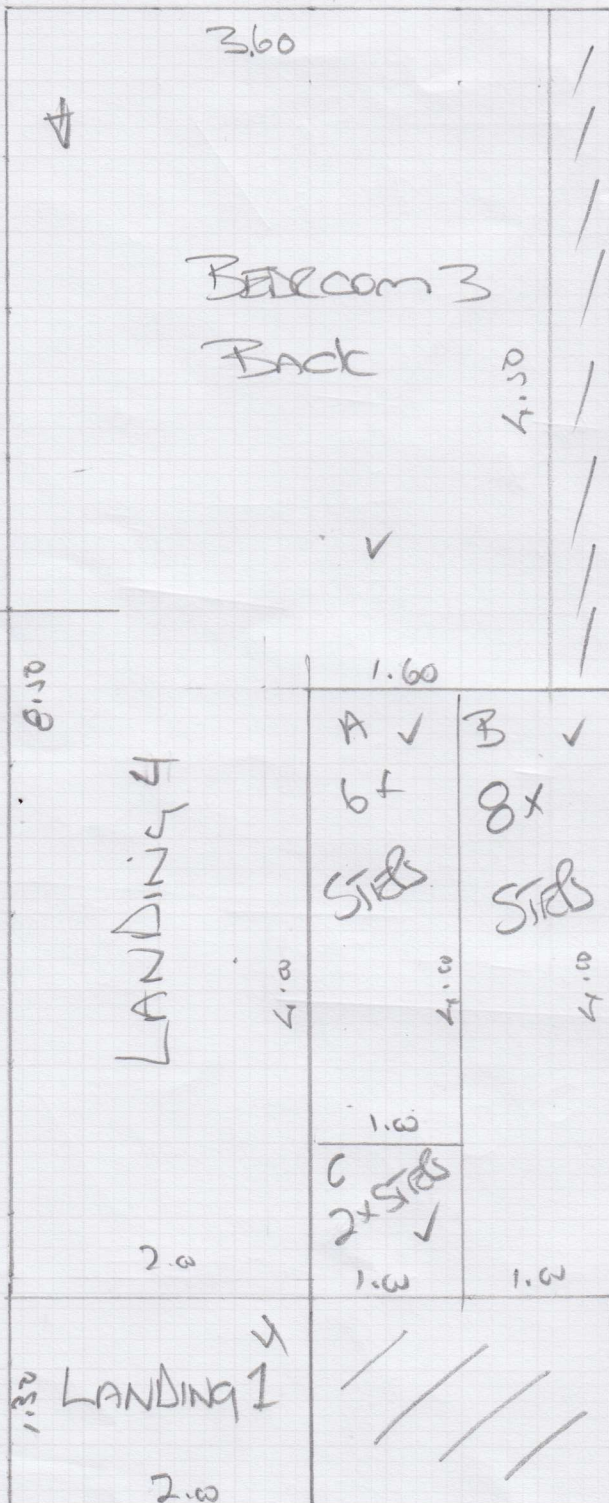 3.60
BEDROOM 3
BACK
4.50
1.60
8.50
LANDING 4
4.00
A ✓
6x
STEPS
4.00
B ✓
8x
STEPS
4.00
1.00
C
2x STEPS
✓
2.00
1.00
1.00
1.30
LANDING 1
2.00